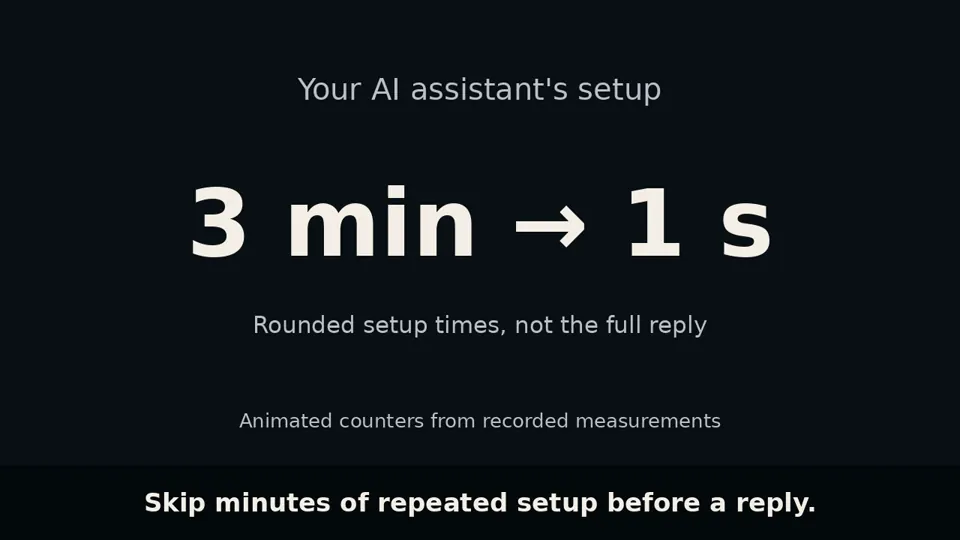 Your AI assistant's setup
3 min → 1 s
Rounded setup times, not the full reply
Animated counters from recorded measurements
Skip minutes of repeated setup before a reply.